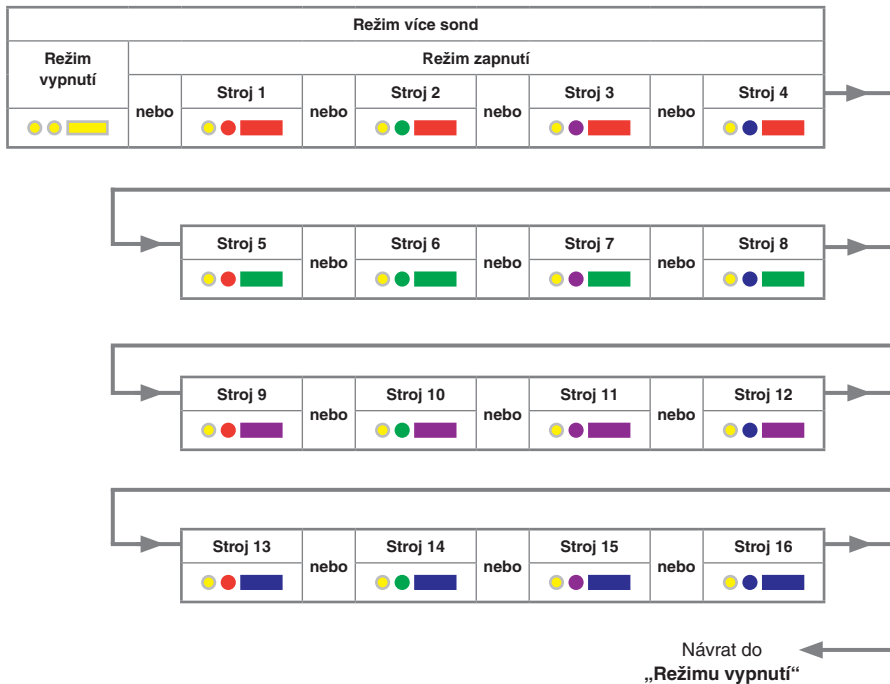 Režim více sond
Režim
vypnutí
Režim zapnutí
nebo
Stroj 1
nebo
Stroj 2
nebo
Stroj 3
nebo
Stroj 4
Stroj 5
nebo
Stroj 6
nebo
Stroj 7
nebo
Stroj 8
Stroj 9
nebo
Stroj 10
nebo
Stroj 11
nebo
Stroj 12
Stroj 13
nebo
Stroj 14
nebo
Stroj 15
nebo
Stroj 16
Návrat do
„Režimu vypnutí“